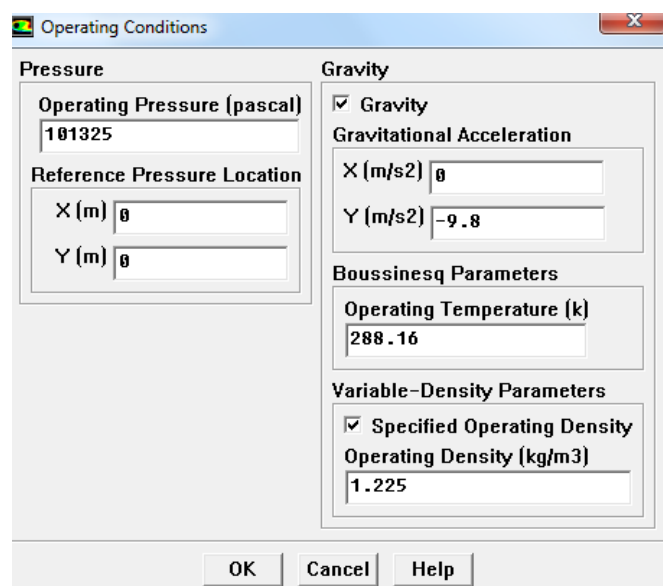 Operating Conditions
x
Pressure
Operating Pressure (pascal)
101325
Reference Pressure Location
X (m) 0
Y (m) 0
Gravity
Gravity
Gravitational Acceleration
X (m/s2) 0
Y (m/s2) -9.8
Boussinesq Parameters
Operating Temperature (k)
288.16
Variable-Density Parameters
Specified Operating Density
Operating Density (kg/m3)
1.225
OK Cancel Help